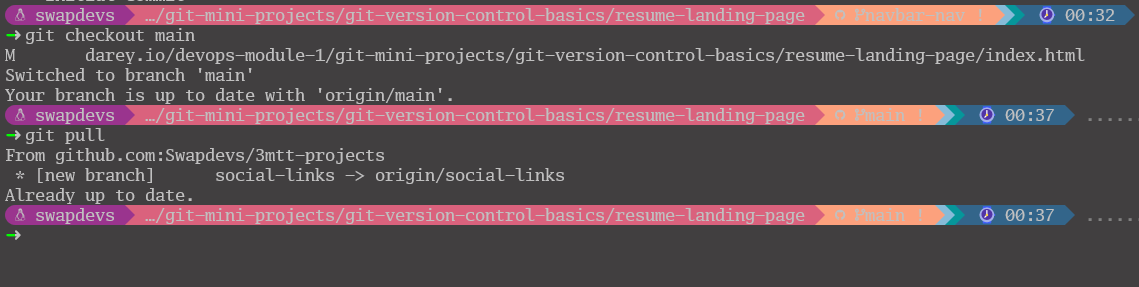 swapdevs …/git-mini-projects/git-version-control-basics/resume-landing-page navbar-nav ! 00:32
→git checkout main
M darey.io/devops-module-1/git-mini-projects/git-version-control-basics/resume-landing-page/index.html
Switched to branch 'main'
Your branch is up to date with 'origin/main'.
swapdevs …/git-mini-projects/git-version-control-basics/resume-landing-page main ! 00:37 .....
→git pull
From github.com:Swapdevs/3mtt-projects
* [new branch] social-links -> origin/social-links
Already up to date.
swapdevs …/git-mini-projects/git-version-control-basics/resume-landing-page main ! 00:37 .....
→